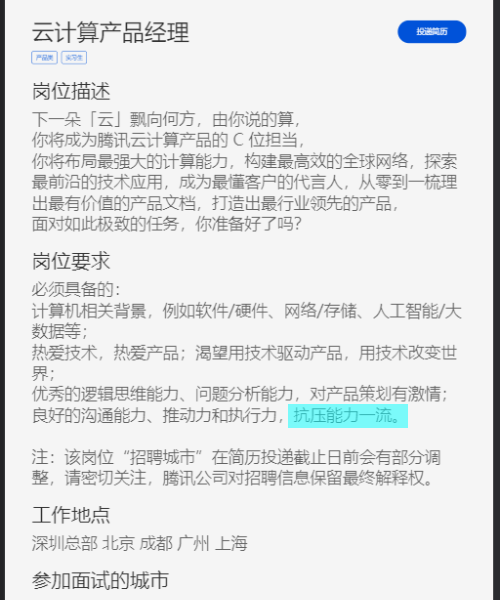 云计算产品经理
投递简历
产品类 实习生
岗位描述
下一朵「云」飘向何方，由你说的算，
你将成为腾讯云计算产品的 C 位担当，
你将布局最强大的计算能力，构建最高效的全球网络，探索
最前沿的技术应用，成为最懂客户的代言人，从零到一梳理
出最有价值的产品文档，打造出最行业领先的产品，
面对如此极致的任务，你准备好了吗？
岗位要求
必须具备的：
计算机相关背景，例如软件/硬件、网络/存储、人工智能/大
数据等；
热爱技术，热爱产品；渴望用技术驱动产品，用技术改变世
界；
优秀的逻辑思维能力、问题分析能力，对产品策划有激情；
良好的沟通能力、推动力和执行力，抗压能力一流。
注：该岗位“招聘城市”在简历投递截止日前会有部分调
整，请密切关注，腾讯公司对招聘信息保留最终解释权。
工作地点
深圳总部 北京 成都 广州 上海
参加面试的城市